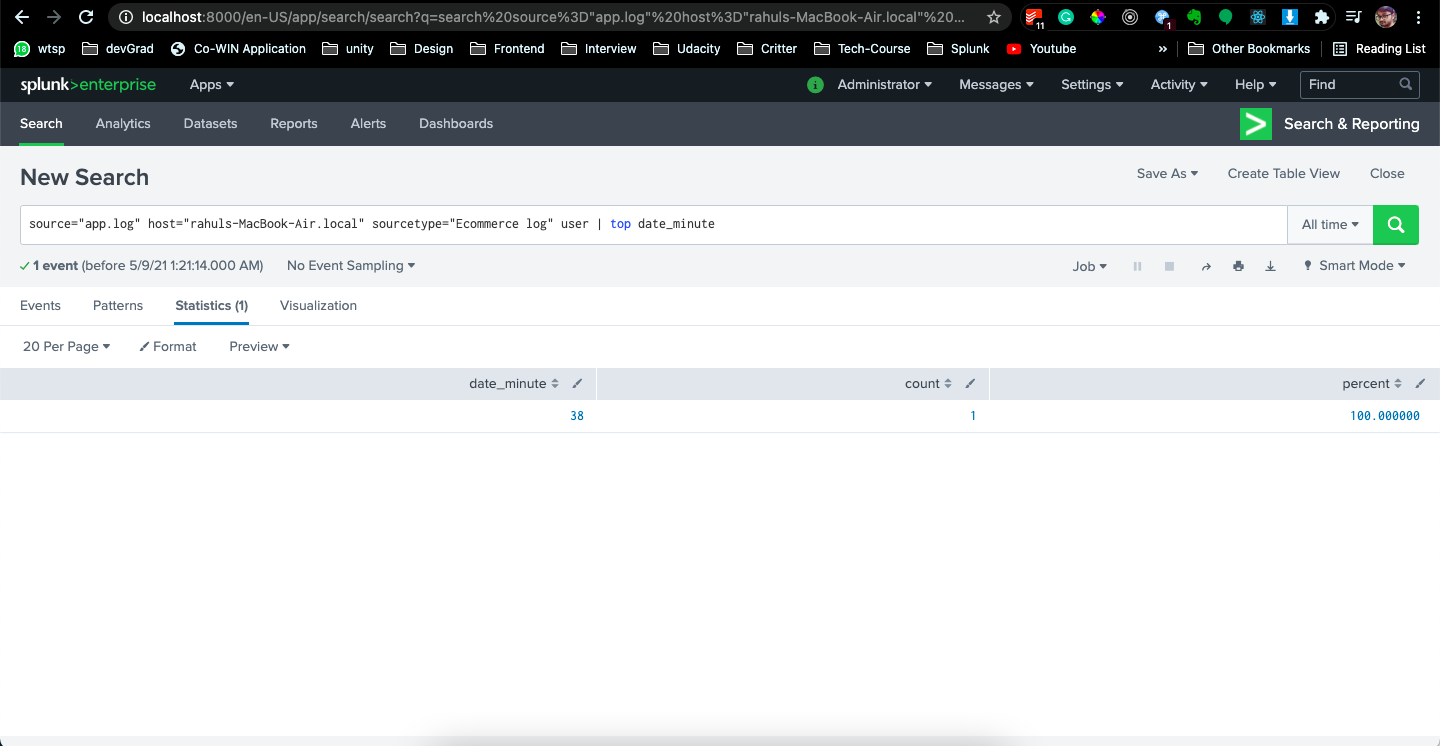 localhost:8000/en-US/app/search/search?q=search%20source%3D"app.log"%20host%3D"rahuls-MacBook-Air.local"%20...
11
1
18 wtsp devGrad Co-WIN Application unity Design Frontend Interview Udacity Critter Tech-Course Splunk Youtube » Other Bookmarks Reading List
splunk>enterprise Apps i Administrator Messages Settings Activity Help Find
Search Analytics Datasets Reports Alerts Dashboards > Search & Reporting
New Search Save As Create Table View Close
source="app.log" host="rahuls-MacBook-Air.local" sourcetype="Ecommerce log" user | top date_minute All time
✓ 1 event (before 5/9/21 1:21:14.000 AM) No Event Sampling Job Smart Mode
Events Patterns Statistics (1) Visualization
20 Per Page Format Preview
date_minute count percent
38 1 100.000000